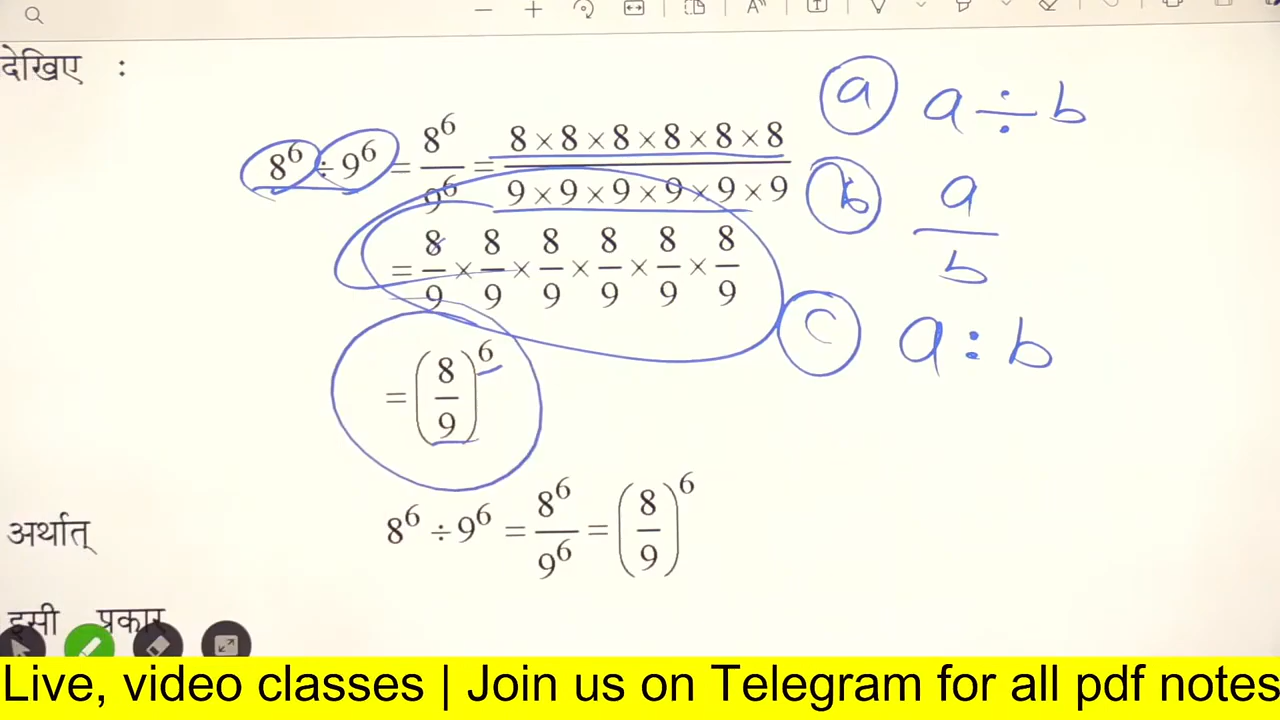 देखिए :
8⁶ ÷ 9⁶ = 8⁶/9⁶ = (8 × 8 × 8 × 8 × 8 × 8)/(9 × 9 × 9 × 9 × 9 × 9)
= 8/9 × 8/9 × 8/9 × 8/9 × 8/9 × 8/9
= (8/9)⁶
अर्थात् 8⁶ ÷ 9⁶ = 8⁶/9⁶ = (8/9)⁶
इसी प्रकार
a a ÷ b
b a/b
c a : b
Live, video classes | Join us on Telegram for all pdf notes